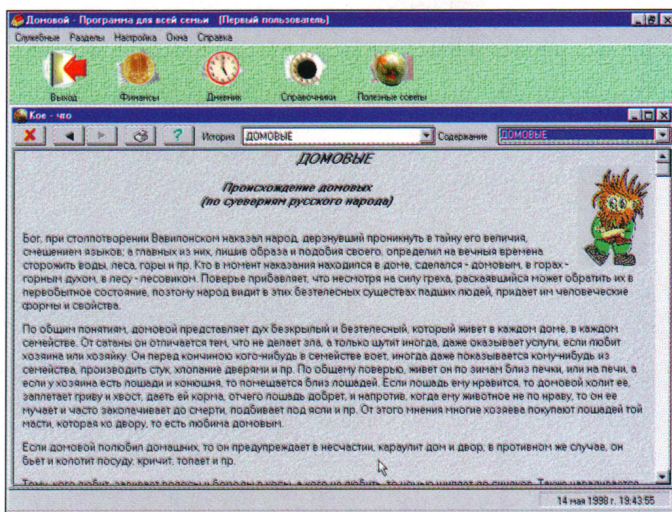 Домовой - Программа для всей семьи (Первый пользователь)
Служебные Разделы Настройка Окна Справка
Выход Финансы Дневник Справочники Полезные советы
Кое - что
История ДОМОВЫЕ Содержание ДОМОВЫЕ
ДОМОВЫЕ
Происхождение домовых
(по суевериям русского народа)
Бог, при столпотворении Вавилонском наказал народ, дерзнувший проникнуть в тайну его величия,
смешением языков; а главных из них, лишив образа и подобия своего, определил на вечныя времена
сторожить воды, леса, горы и пр. Кто в момент наказания находился в доме, сделался - домовым, в горах -
горным духом, в лесу - лесовиком. Поверье прибавляет, что несмотря на силу греха, раскаявшийся может обратить их в
первобытное состояние, поэтому народ видит в этих безтелесных существах падших людей, придает им человеческие
формы и свойства.
По общим понятиям, домовой представляет дух безкрылый и безтелесный, который живет в каждом доме, в каждом
семействе. От сатаны он отличается тем, что не делает зла, а только шутит иногда, даже оказывает услуги, если любит
хозяина или хозяйку. Он перед кончиною кого-нибудь в семействе воет, иногда даже показывается кому-нибудь из
семейства, производить стук, хлопание дверями и пр. По общему поверью, живет он по зимам близ печки, или на печи, а
если у хозяина есть лошади и конюшня, то помещается близ лошадей. Если лошадь ему нравится, то домовой холит ее,
заплетает гриву и хвост, даеть ей корма, отчего лошадь добрет, и напротив, когда ему животное не по нраву, то он ее
мучает и часто заколачивает до смерти, подбивает под ясли и пр. От этого мнения многие хозяева покупают лошадей той
масти, которая ко двору, то есть любима домовым.
Если домовой полюбил домашних, то он предупреждает в несчастии, караулит дом и двор, в противном же случае, он
бьет и колотит посуду, кричит, топает и пр.
14 мая 1998 г. 19:43:55